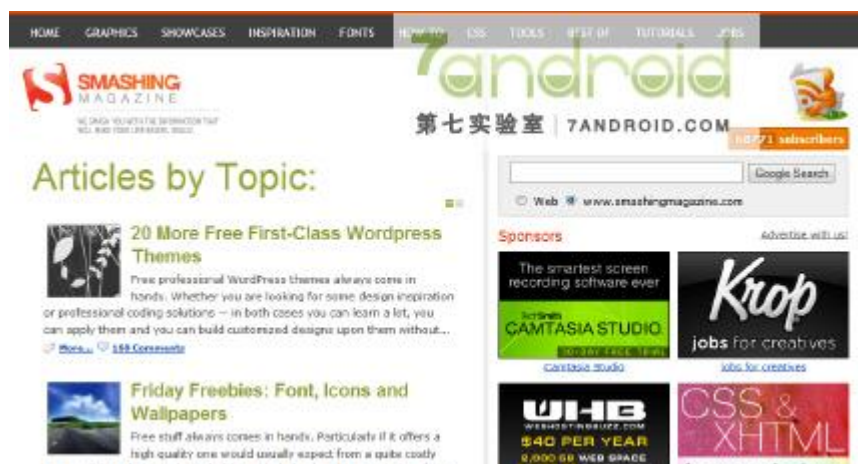 HOME GRAPHICS SHOWCASES INSPIRATION FONTS HOW TO CSS TOOLS BEST OF TUTORIALS JOBS
7android
第七实验室 | 7ANDROID.COM
SMASHING
MAGAZINE
subscribers
Articles by Topic:
Google Search
Web www.smashingmagazine.com
20 More Free First-Class Wordpress
Themes
Free professional WordPress themes always come in
handy. Whether you are looking for some design inspiration
or professional coding solutions — in both cases you can learn a lot, you
can apply them and you can build customized designs upon them without...
More... 159 Comments
Friday Freebies: Font, Icons and
Wallpapers
Free stuff always comes in handy. Particularly if it offers a
high quality one would usually expect from a quite costly
Sponsors
Advertise with us!
The smartest screen
recording software ever
CAMTASIA STUDIO
30-DAY FREE TRIAL
Camtasia Studio
Krop
jobs for creatives
Jobs for creatives
WHB
WEBHOSTINGBUZZ.COM
$40 PER YEAR
WEB SPACE
CSS &
XHTML